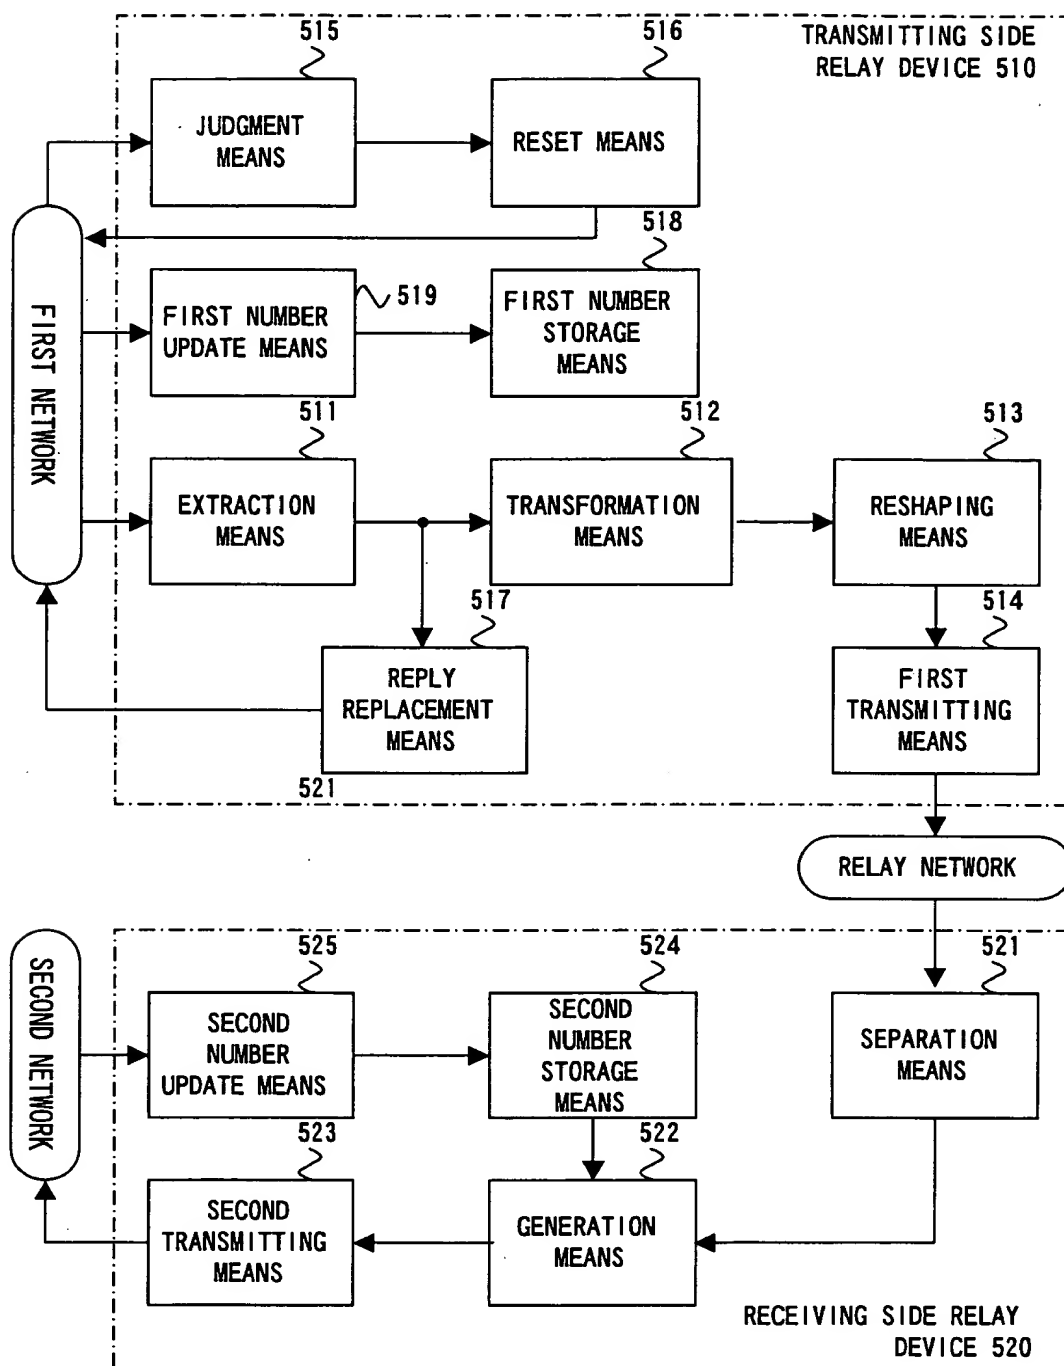 515
516
TRANSMITTING SIDE
RELAY DEVICE 510
JUDGMENT
MEANS
RESET MEANS
518
519
FIRST NUMBER
UPDATE MEANS
FIRST NUMBER
STORAGE
MEANS
FIRST NETWORK
511
512
513
EXTRACTION
MEANS
TRANSFORMATION
MEANS
RESHAPING
MEANS
517
514
REPLY
REPLACEMENT
MEANS
FIRST
TRANSMITTING
MEANS
521
RELAY NETWORK
525
524
521
SECOND NETWORK
SECOND
NUMBER
UPDATE MEANS
SECOND
NUMBER
STORAGE
MEANS
SEPARATION
MEANS
523
522
SECOND
TRANSMITTING
MEANS
GENERATION
MEANS
RECEIVING SIDE RELAY
DEVICE 520